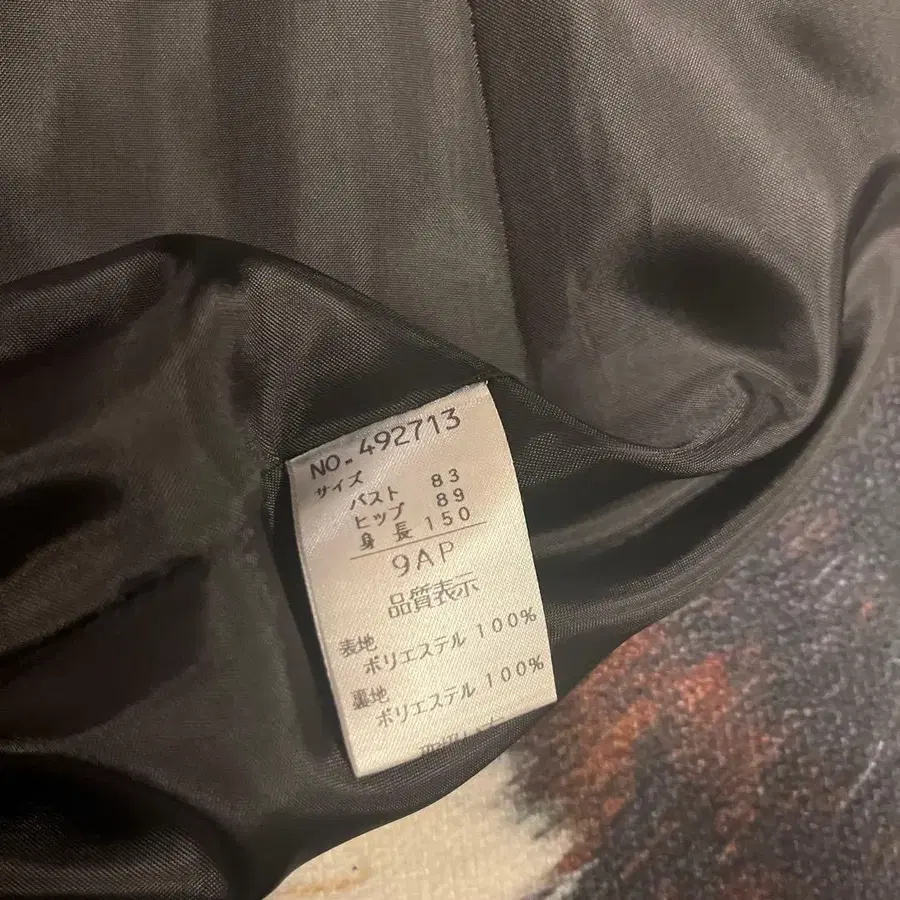 NO. 492713
サイズ
バスト 83
ヒップ 89
身長 150
9AP
品質表示
表地
ポリエステル 100%
裏地
ポリエステル 100%